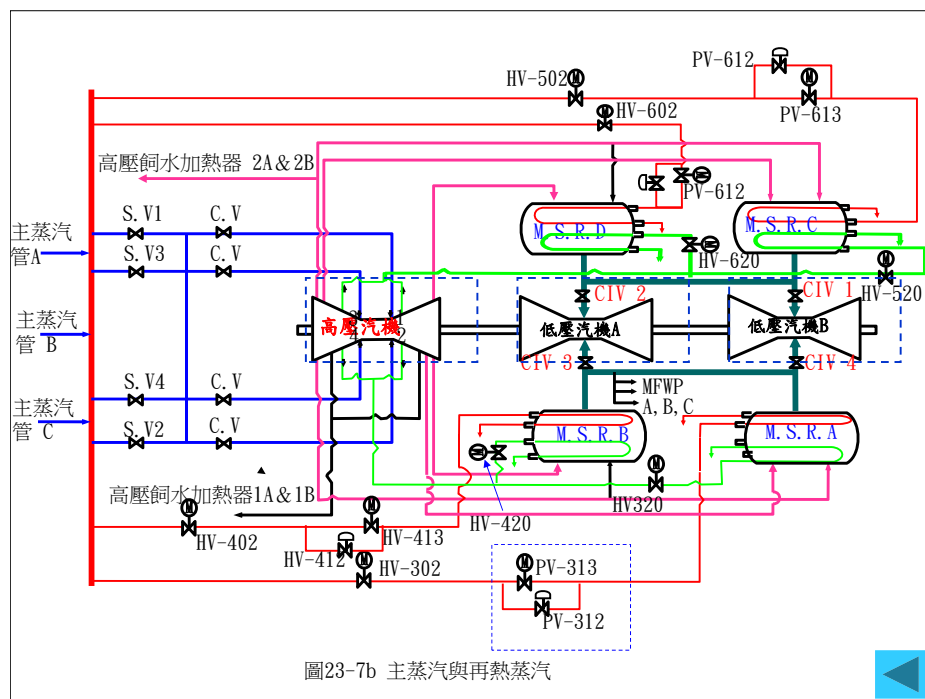 PV-612
HV-502
PV-613
HV-602
高壓飼水加熱器 2A&2B
PV-612
S.V1
C.V
M.S.R.D
M.S.R.C
主蒸汽
管A
S.V3
C.V
HV-620
HV-520
CIV 2
CIV 1
高壓汽機
低壓汽機A
低壓汽機B
主蒸汽
管 B
CIV 3
CIV 4
S.V4
C.V
MFWP
A,B,C
主蒸汽
管 C
S.V2
C.V
M.S.R.B
M.S.R.A
高壓飼水加熱器1A&1B
HV-420
HV320
HV-402
HV-413
HV-412
HV-302
PV-313
PV-312
圖23-7b 主蒸汽與再熱蒸汽